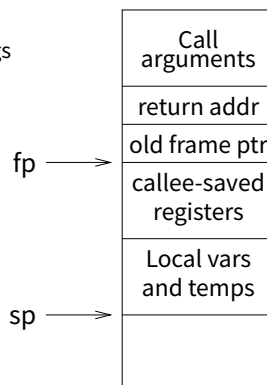 Call
arguments
return addr
old frame ptr
fp
callee-saved
registers
Local vars
and temps
sp